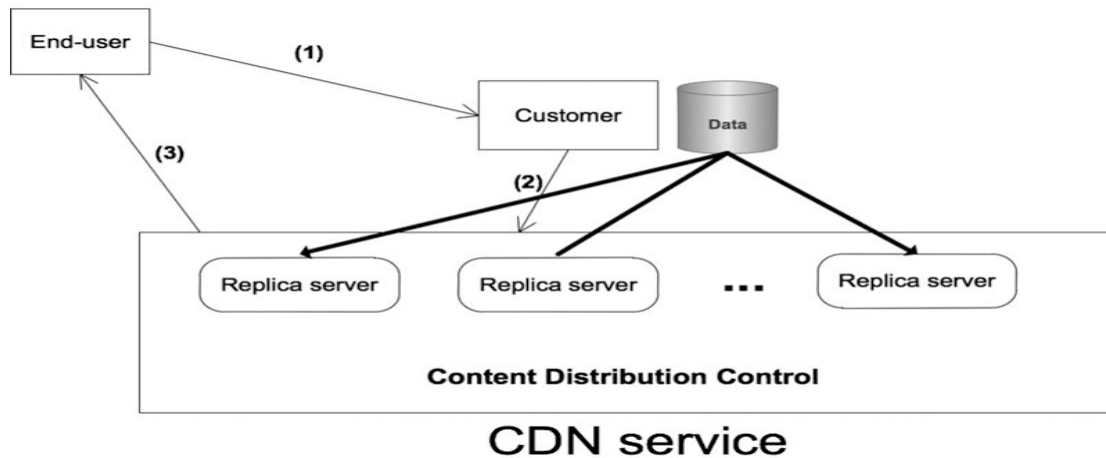 End-user
(1)
Customer
Data
(3)
(2)
Replica server
Replica server
...
Replica server
Content Distribution Control
CDN service